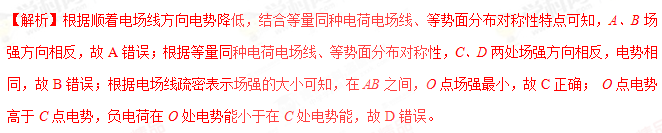 【解析】根据顺着电场线方向电势降低，结合等量同种电荷电场线、等势面分布对称性特点可知，A、B 场
强方向相反，故 A 错误；根据等量同种电荷电场线、等势面分布对称性，C、D 两处场强方向相反，电势相
同，故 B 错误；根据电场线疏密表示场强的大小可知，在 AB 之间，O 点场强最小，故 C 正确； O 点电势
高于 C 点电势，负电荷在 O 处电势能小于在 C 处电势能，故 D 错误。